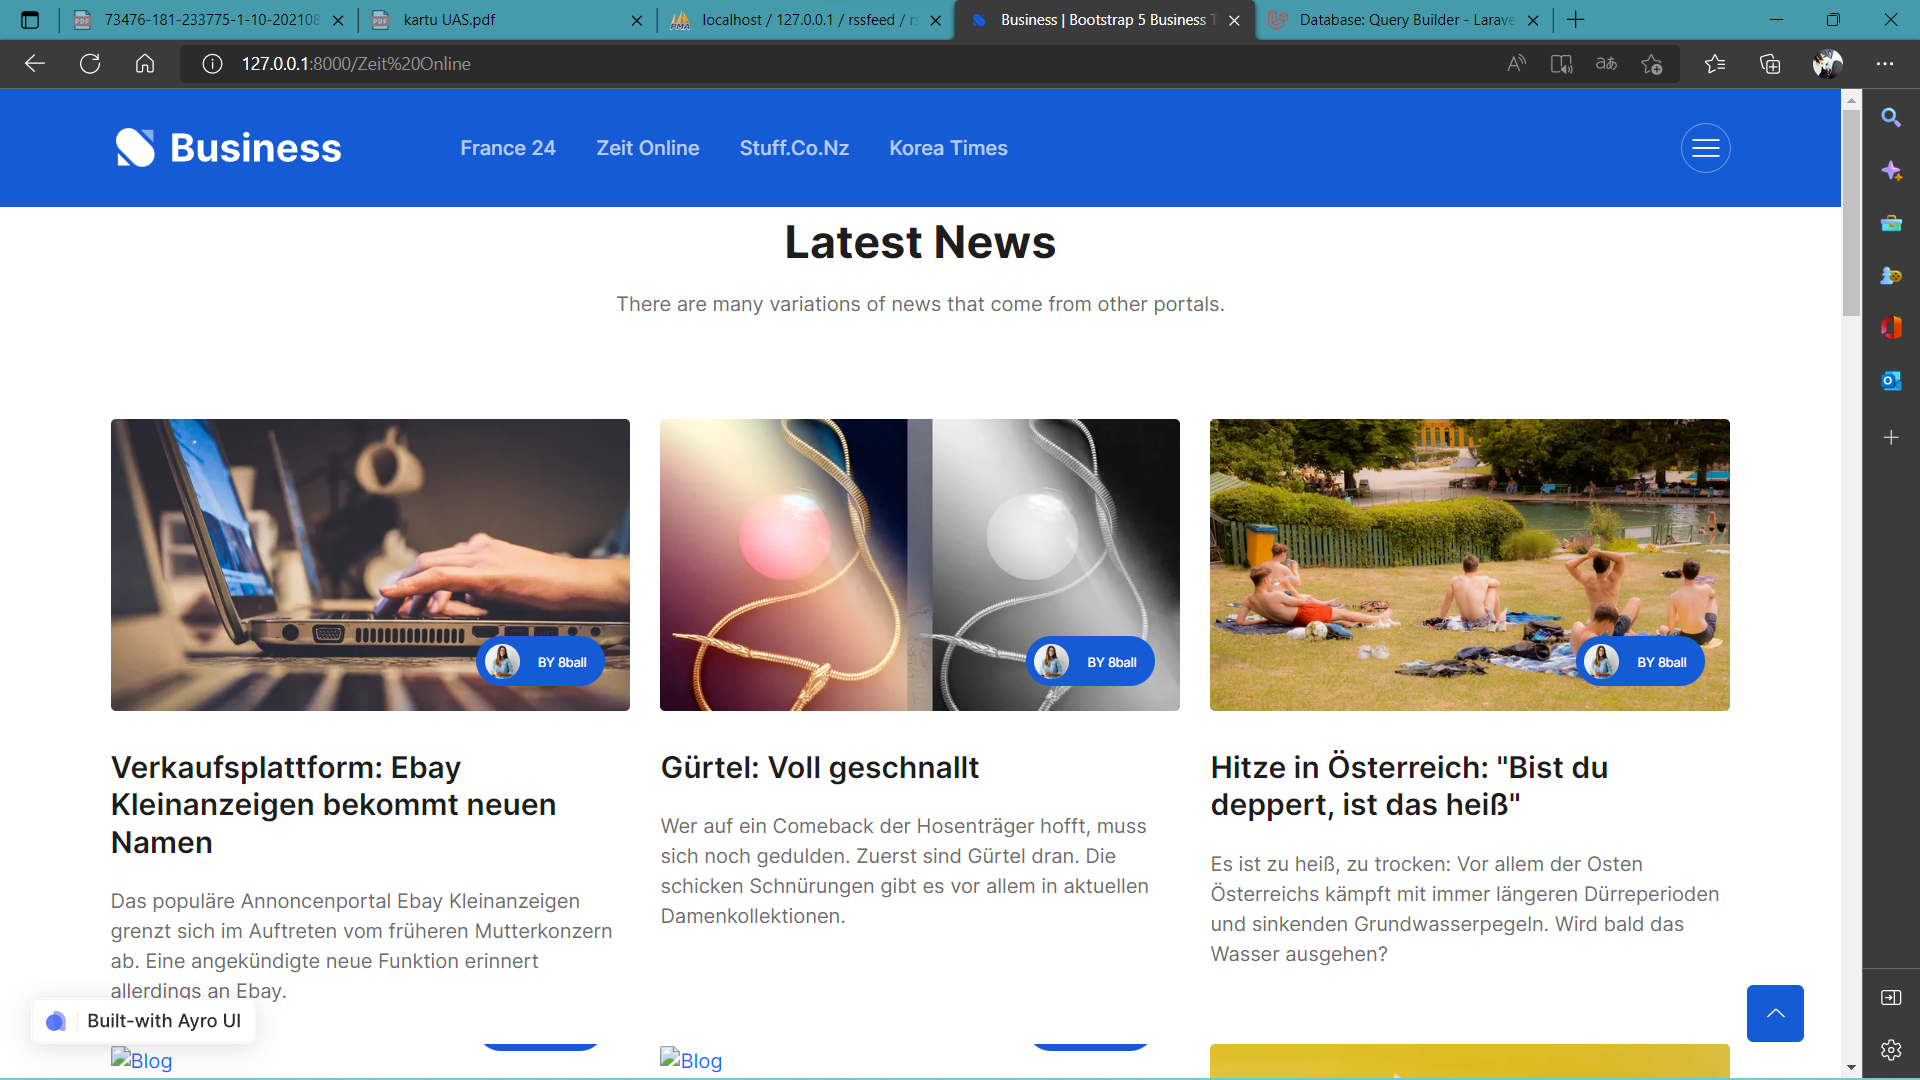 73476-181-233775-1-10-202108
kartu UAS.pdf
localhost / 127.0.0.1 / rssfeed / rs
Business | Bootstrap 5 Business T
Database: Query Builder - Larave
127.0.0.1:8000/Zeit%20Online
Business
France 24
Zeit Online
Stuff.Co.Nz
Korea Times
Latest News
There are many variations of news that come from other portals.
BY 8ball
BY 8ball
BY 8ball
Verkaufsplattform: Ebay
Kleinanzeigen bekommt neuen
Namen
Das populäre Annoncenportal Ebay Kleinanzeigen
grenzt sich im Auftreten vom früheren Mutterkonzern
ab. Eine angekündigte neue Funktion erinnert
allerdings an Ebay.
Gürtel: Voll geschnallt
Wer auf ein Comeback der Hosenträger hofft, muss
sich noch gedulden. Zuerst sind Gürtel dran. Die
schicken Schnürungen gibt es vor allem in aktuellen
Damenkollektionen.
Hitze in Österreich: "Bist du
deppert, ist das heiß"
Es ist zu heiß, zu trocken: Vor allem der Osten
Österreichs kämpft mit immer längeren Dürreperioden
und sinkenden Grundwasserpegeln. Wird bald das
Wasser ausgehen?
Built-with Ayro UI
Blog
Blog